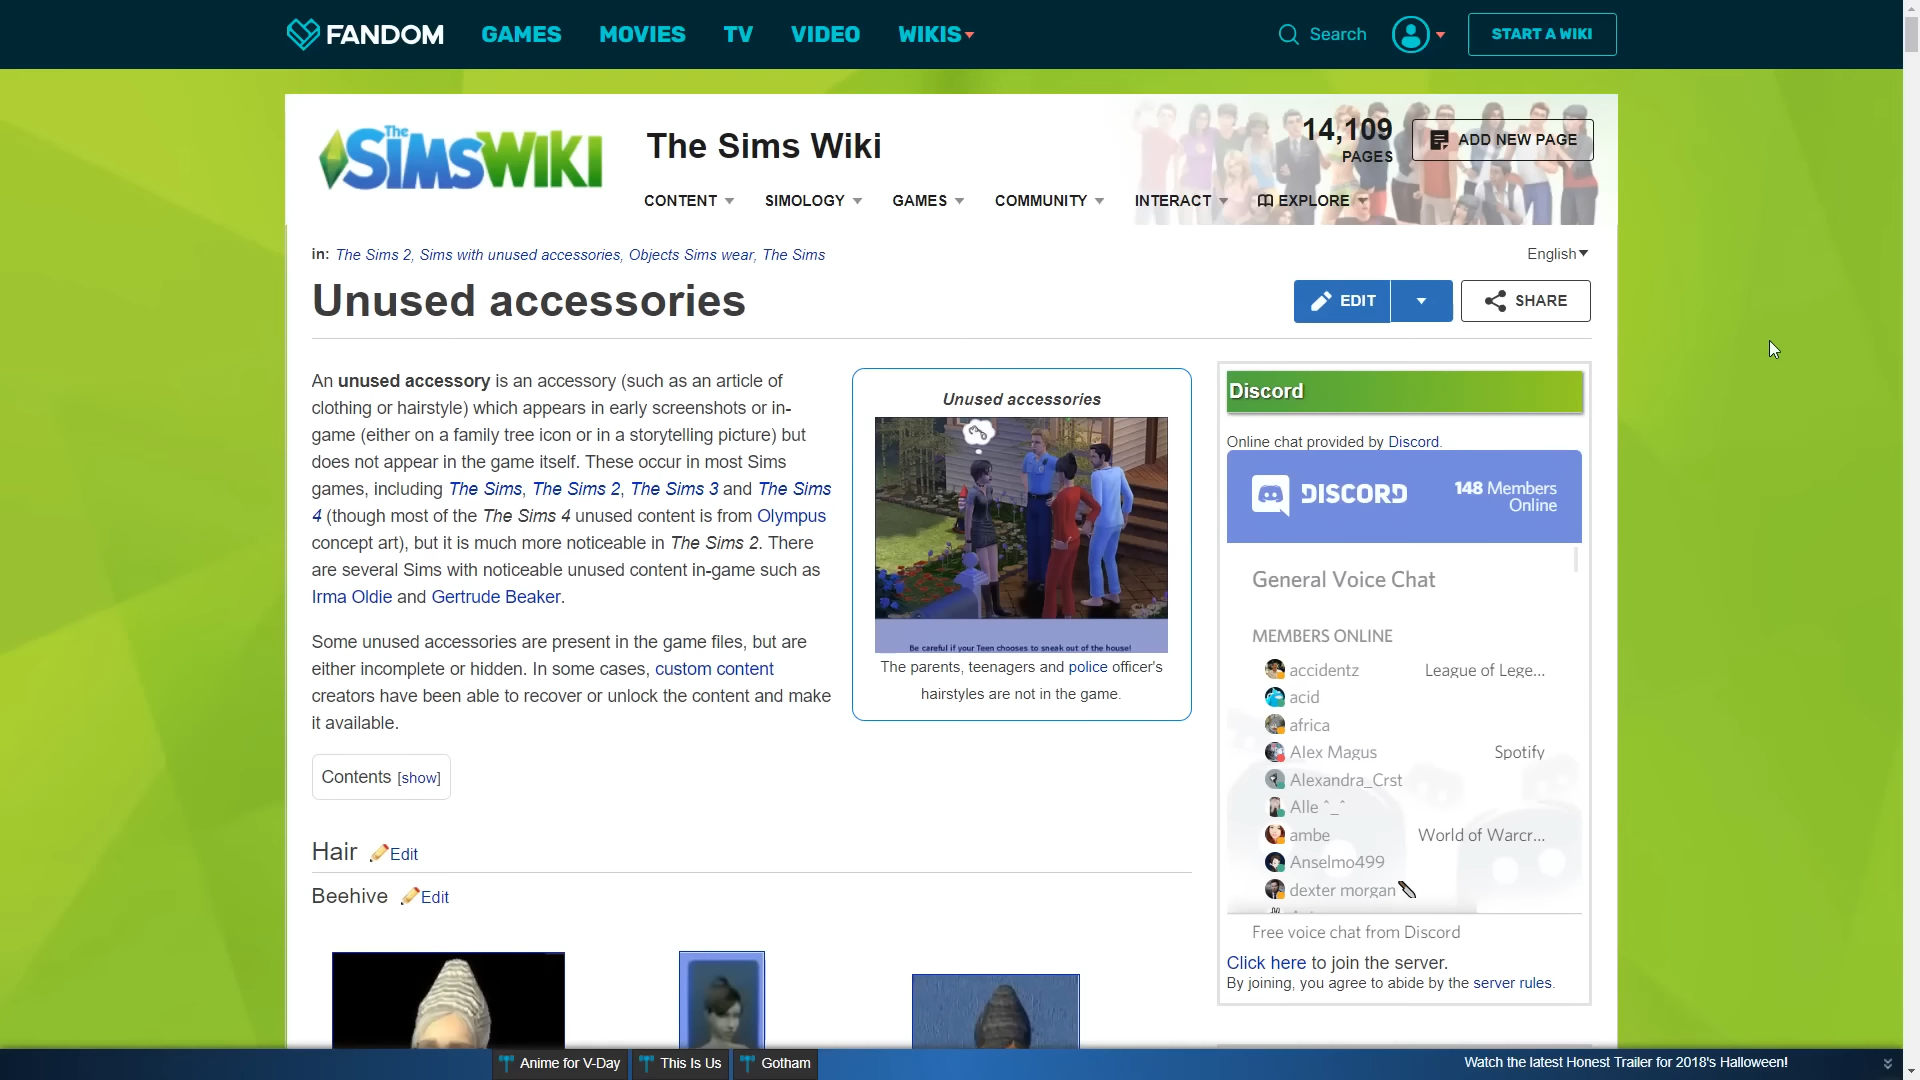 FANDOM
GAMES
MOVIES
TV
VIDEO
WIKIS
Search
START A WIKI
The SIMS WIKI
The Sims Wiki
14,109
PAGES
ADD NEW PAGE
CONTENT
SIMOLOGY
GAMES
COMMUNITY
INTERACT
EXPLORE
in: The Sims 2, Sims with unused accessories, Objects Sims wear, The Sims
English
Unused accessories
EDIT
SHARE
An unused accessory is an accessory (such as an article of
clothing or hairstyle) which appears in early screenshots or in-
game (either on a family tree icon or in a storytelling picture) but
does not appear in the game itself. These occur in most Sims
games, including The Sims, The Sims 2, The Sims 3 and The Sims
4 (though most of the The Sims 4 unused content is from Olympus
concept art), but it is much more noticeable in The Sims 2. There
are several Sims with noticeable unused content in-game such as
Irma Oldie and Gertrude Beaker.
Some unused accessories are present in the game files, but are
either incomplete or hidden. In some cases, custom content
creators have been able to recover or unlock the content and make
it available.
Unused accessories
Be careful if your Teen chooses to sneak out of the house!
The parents, teenagers and police officer's
hairstyles are not in the game.
Contents [show]
Hair Edit
Beehive Edit
Discord
Online chat provided by Discord.
DISCORD
148 Members
Online
General Voice Chat
MEMBERS ONLINE
accidentz League of Lege...
acid
africa
Alex Magus Spotify
Alexandra_Crst
Alle ^_^
ambe World of Warcr...
Anselmo499
dexter morgan
Free voice chat from Discord
Click here to join the server.
By joining, you agree to abide by the server rules.
Anime for V-Day
This Is Us
Gotham
Watch the latest Honest Trailer for 2018's Halloween!